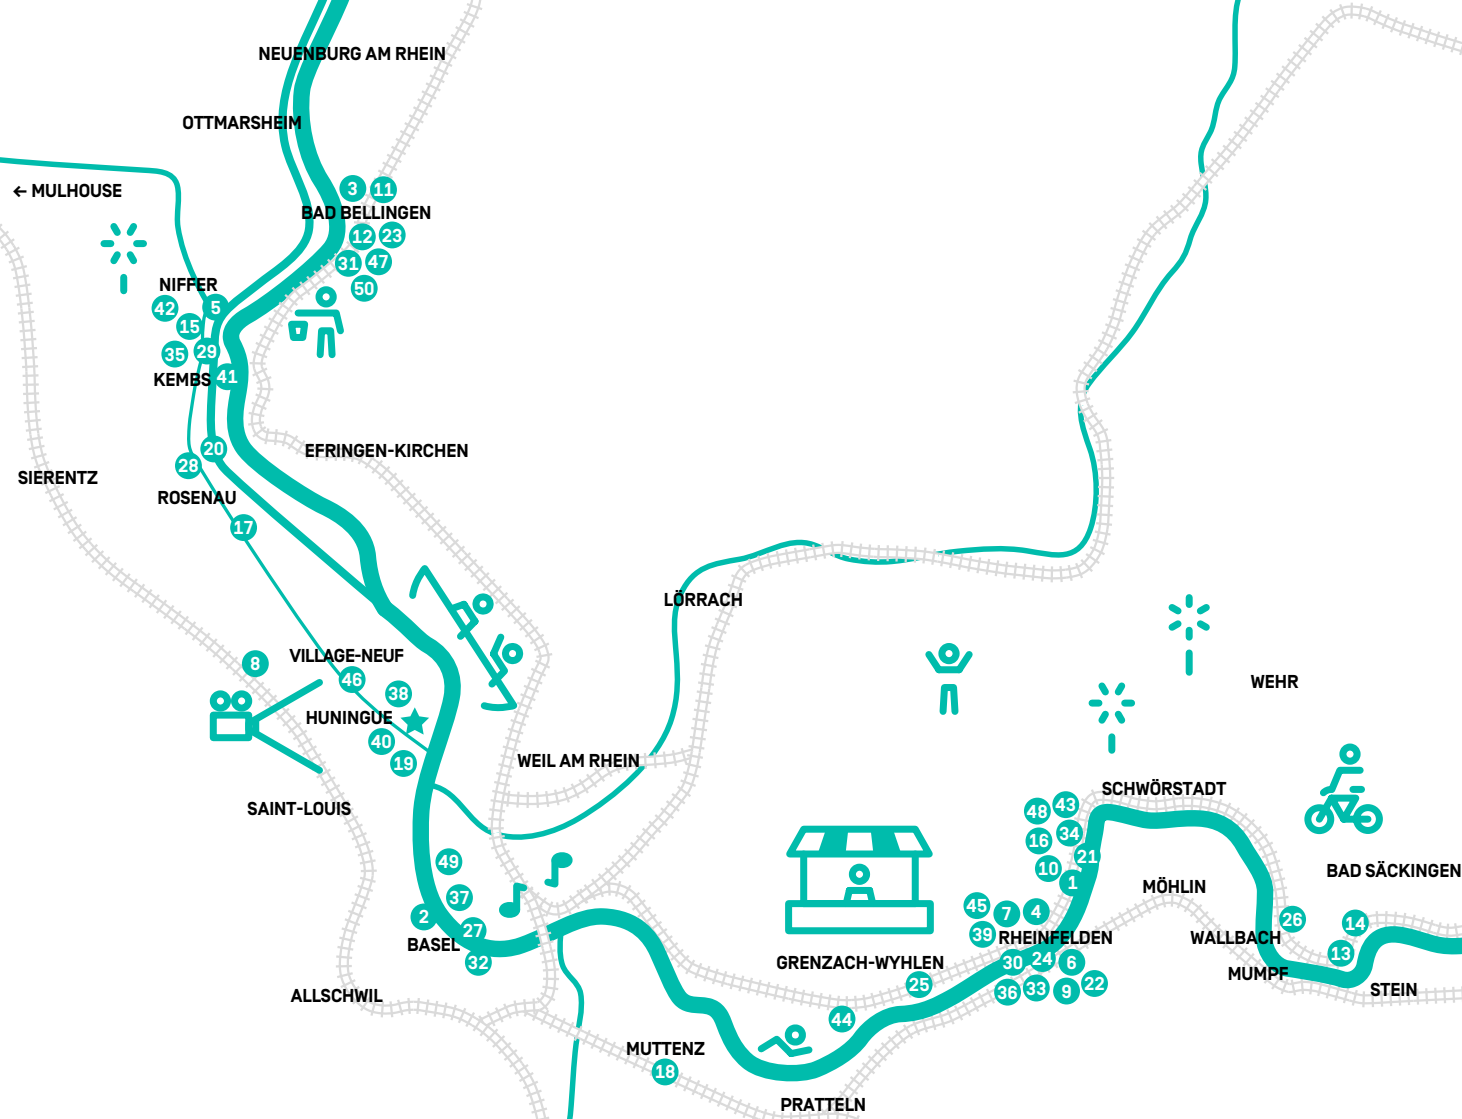 NEUENBURG AM RHEIN
OTTMARSHEIM
← MULHOUSE
3 11
BAD BELLINGEN
12 23
31 47
50
NIFFER
42 5
15
35 29
KEMBS 41
20
EFRINGEN-KIRCHEN
28
SIERENTZ
ROSENAU
17
LÖRRACH
VILLAGE-NEUF
8
46
38
HUNINGUE
40
19
WEHR
WEIL AM RHEIN
SAINT-LOUIS
SCHWÖRSTADT
48 43
16 34
21
10
1
49
37
2
27
BASEL
32
BAD SÄCKINGEN
MÖHLIN
45 7 4
39
RHEINFELDEN
30 24 6
36 33 9 22
26
14
WALLBACH
13
MUMPF
STEIN
GRENZACH-WYHLEN
25
ALLSCHWIL
44
MUTTENZ
18
PRATTELN